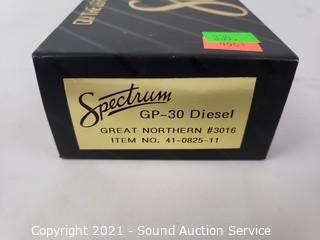 Spectrum
GP-30 Diesel
GREAT NORTHERN #3016
ITEM NO. 41-0825-11
Copyright 2021 - Sound Auction Service